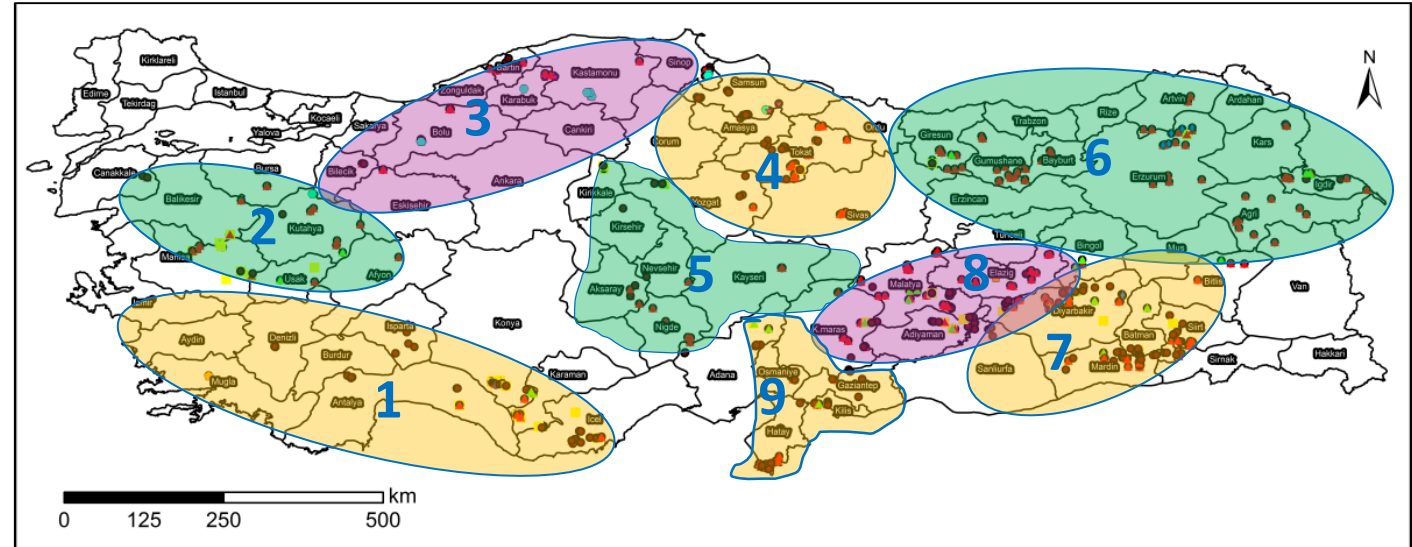 Kirklareli
Edirne
Tekirdag
Istanbul
Kocaeli
Yalova
Sakarya
Zonguldak
Bartin
Karabuk
Kastamonu
Sinop
3
Bolu
Cankiri
Bilecik
Ankara
Eskisehir
Samsun
Amasya
Corum
Tokat
Ordu
4
Yozgat
Sivas
Artvin
Ardahan
Rize
Trabzon
Giresun
Kars
Gumushane
Bayburt
6
Erzurum
Igdir
Erzincan
Agri
N
Canakkale
Bursa
Balikesir
2
Kutahya
Manisa
Usak
Afyon
Kirikkale
Kirsehir
Nevsehir
5
Kayseri
Aksaray
Nigde
Tunceli
Bingol
Mus
8
Elazig
Malatya
Bitlis
Van
Diyarbakir
Adiyaman
K.maras
Batman
Siirt
7
Mardin
Sanliurfa
Sirnak
Hakkari
Izmir
Konya
Isparta
Aydin
Denizli
Burdur
Karaman
Adana
Mugla
1
Antalya
Icel
Osmaniye
Gaziantep
9
Kilis
Hatay
km
0 125 250 500